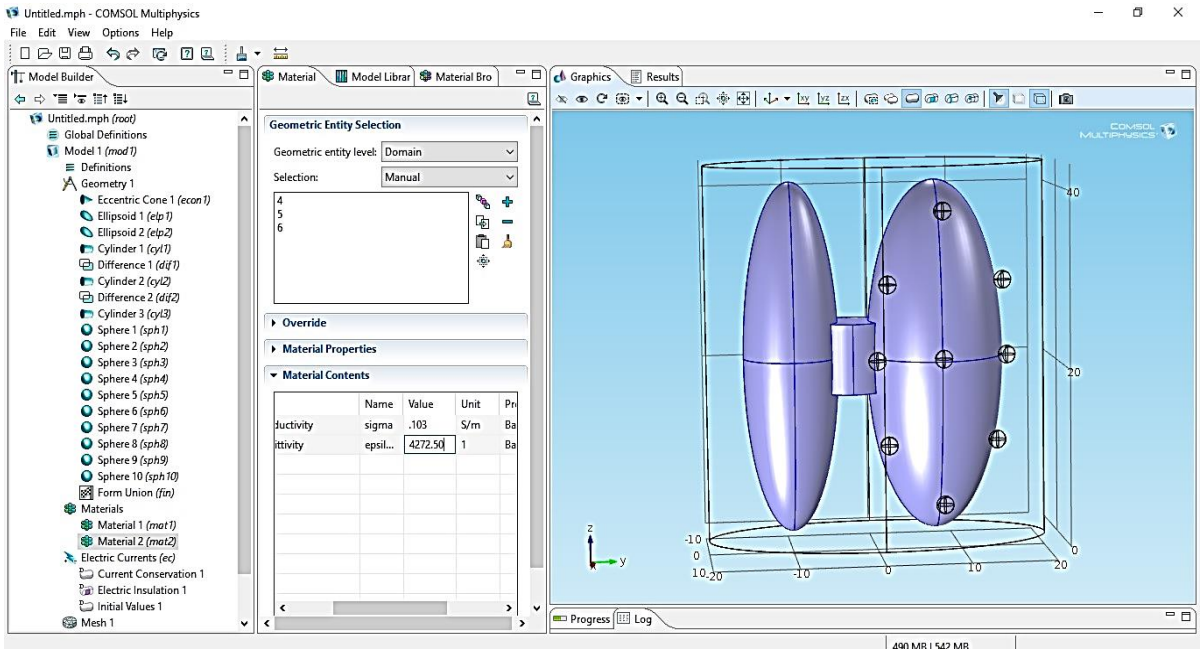 Untitled.mph - COMSOL Multiphysics
File Edit View Options Help
Model Builder
Untitled.mph (root)
Global Definitions
Model 1 (mod1)
Definitions
Geometry 1
Eccentric Cone 1 (econ1)
Ellipsoid 1 (elp1)
Ellipsoid 2 (elp2)
Cylinder 1 (cyl1)
Difference 1 (dif1)
Cylinder 2 (cyl2)
Difference 2 (dif2)
Cylinder 3 (cyl3)
Sphere 1 (sph1)
Sphere 2 (sph2)
Sphere 3 (sph3)
Sphere 4 (sph4)
Sphere 5 (sph5)
Sphere 6 (sph6)
Sphere 7 (sph7)
Sphere 8 (sph8)
Sphere 9 (sph9)
Sphere 10 (sph10)
Form Union (fin)
Materials
Material 1 (mat1)
Material 2 (mat2)
Electric Currents (ec)
Current Conservation 1
Electric Insulation 1
Initial Values 1
Mesh 1
Material Model Librar Material Bro
Geometric Entity Selection
Geometric entity level: Domain
Selection: Manual
4
5
6
Override
Material Properties
Material Contents
Name Value Unit Pro
ductivity sigma .103 S/m Ba
ittivity epsil... 4272.50 1 Ba
Graphics Results
xy yz zx
COMSOL
MULTIPHYSICS
40
20
0
-10
0
10
-20
-10
0
10
20
z
y
x
Progress Log
490 MB | 542 MB